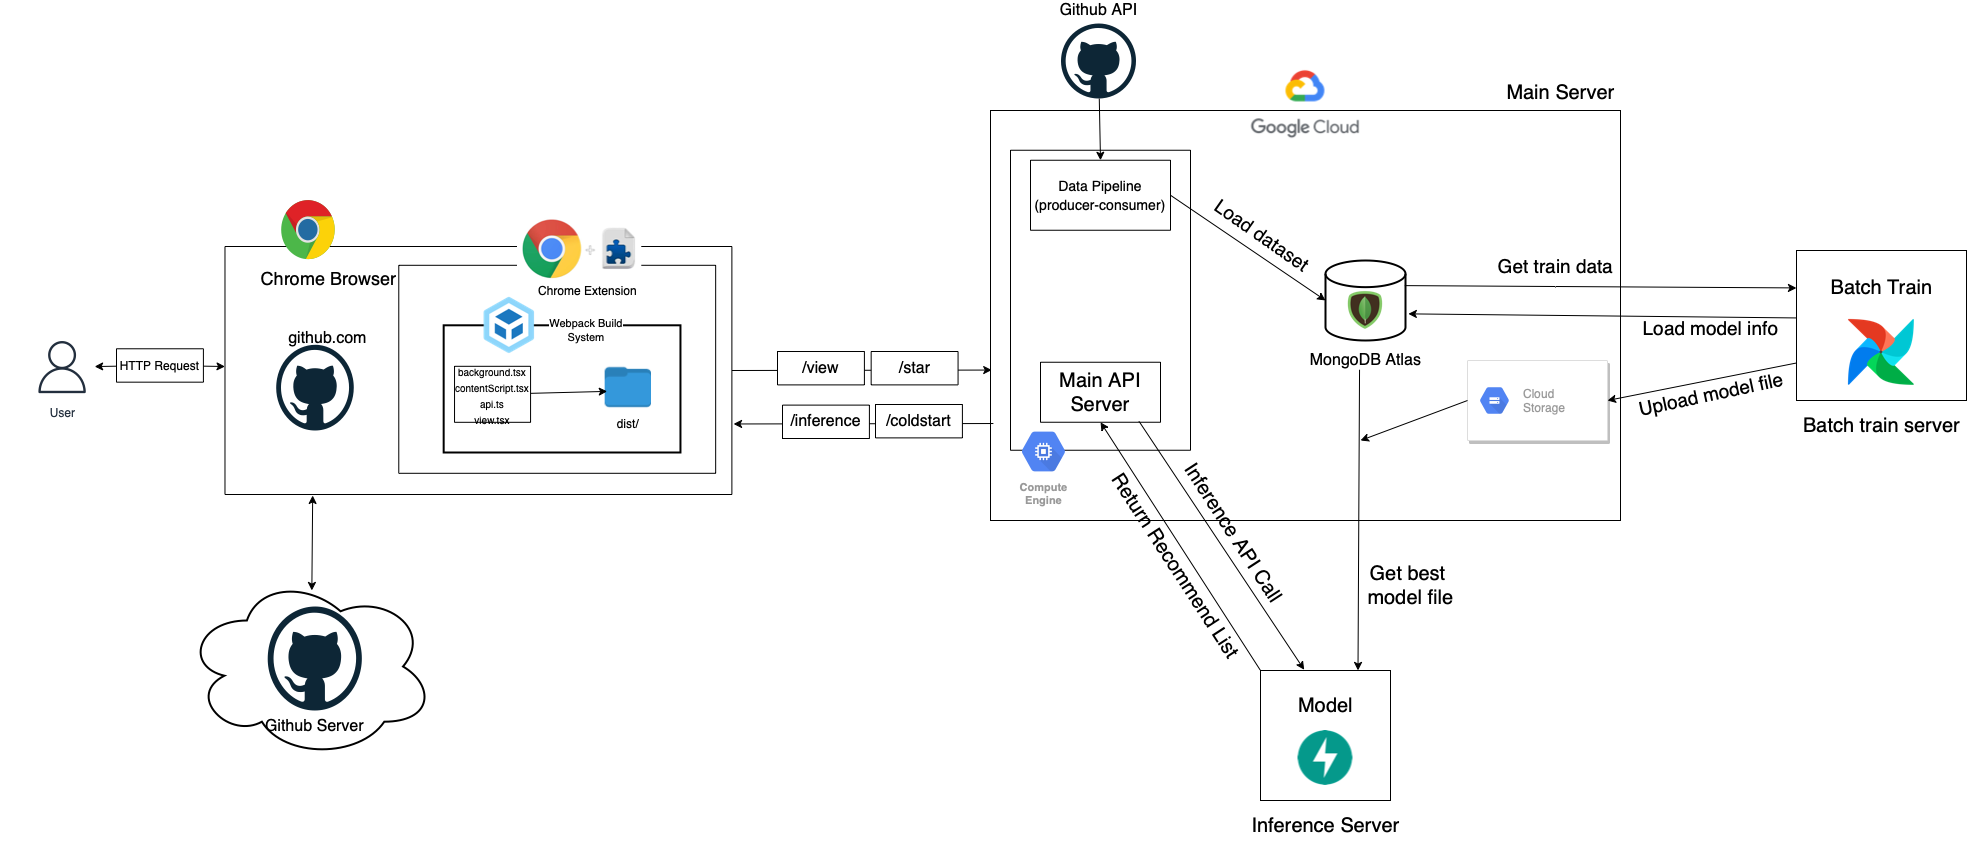 Github API
Main Server
Google Cloud
Data Pipeline
(producer-consumer)
Load dataset
Chrome Browser
Chrome Extension
github.com
Webpack Build
System
background.tsx
contentScript.tsx
api.ts
view.tsx
dist/
User
HTTP Request
/view
/star
/inference
/coldstart
Main API
Server
Compute
Engine
MongoDB Atlas
Get train data
Load model info
Batch Train
Cloud
Storage
Upload model file
Batch train server
Return Recommend List
Inference API Call
Get best
model file
Github Server
Model
Inference Server